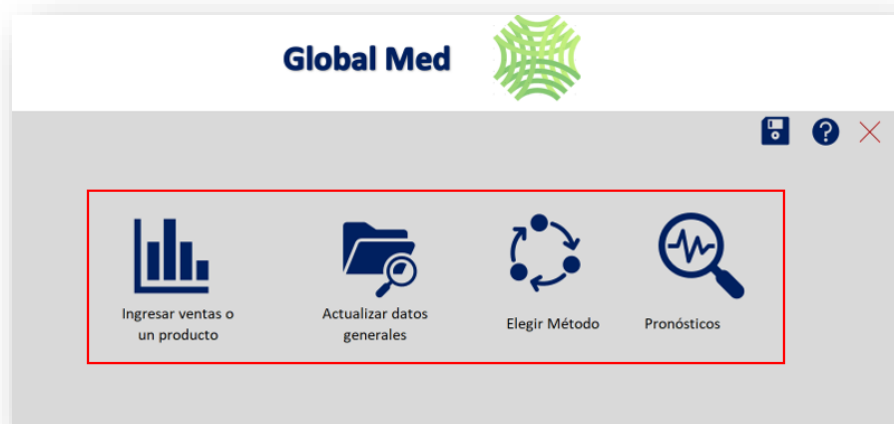 Global Med
Ingresar ventas o
un producto
Actualizar datos
generales
Elegir Método
Pronósticos